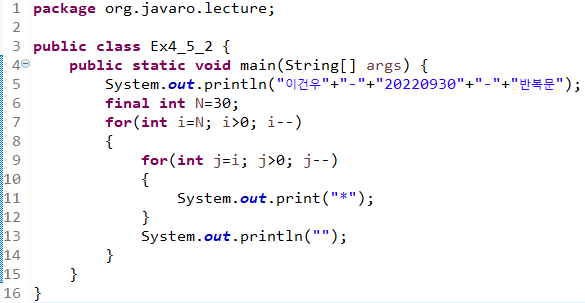 1 package org.javaro.lecture;
2
3 public class Ex4_5_2 {
4 public static void main(String[] args) {
5 System.out.println("이건우"+"-"+"20220930"+"-"+"반복문");
6 final int N=30;
7 for(int i=N; i>0; i--)
8 {
9 for(int j=i; j>0; j--)
10 {
11 System.out.print("*");
12 }
13 System.out.println("");
14 }
15 }
16 }